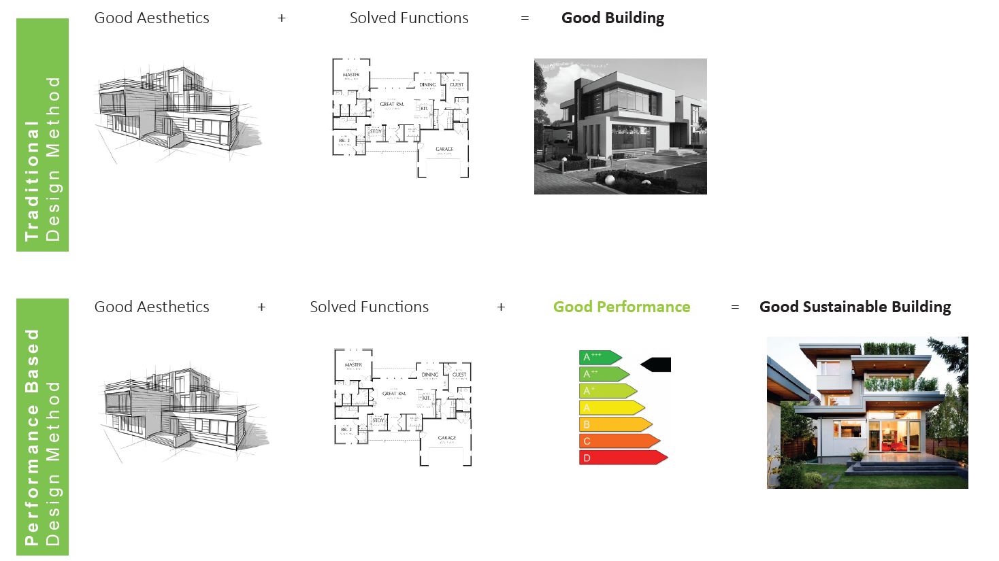 Good Aesthetics + Solved Functions = Good Building
Traditional
Design Method
MASTER
DINING
GUEST
GREAT RM.
KIT.
STDY
BR. 2
GARAGE
Good Aesthetics + Solved Functions + Good Performance = Good Sustainable Building
Performance Based
Design Method
MASTER
DINING
GUEST
GREAT RM.
KIT.
STDY
BR. 2
GARAGE
A+++
A++
A+
A
B
C
D